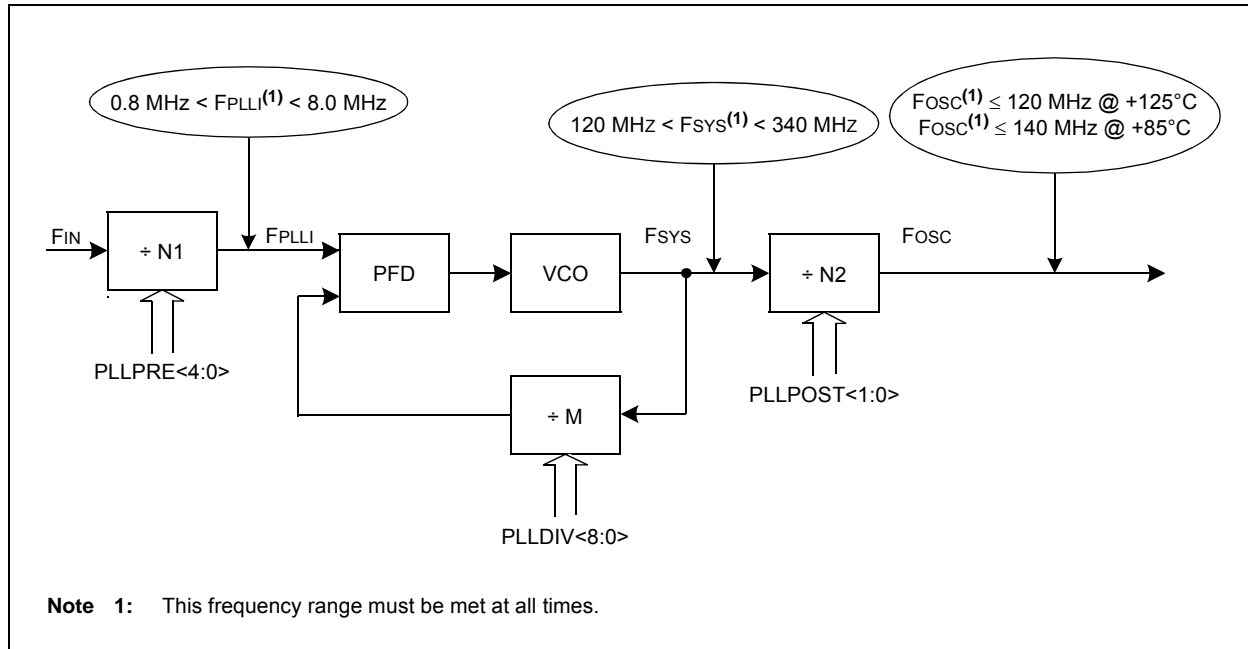 0.8 MHz < FPLLI(1) < 8.0 MHz
120 MHZ < FSYS(1) < 340 MHZ
FOSC(1) ≤ 120 MHz @ +125°C
FOSC(1) ≤ 140 MHz @ +85°C
FIN
÷ N1
FPLLI
PFD
VCO
FSYS
÷ N2
FOSC
PLLPRE<4:0>
÷ M
PLLPOST<1:0>
PLLDIV<8:0>
Note 1: This frequency range must be met at all times.